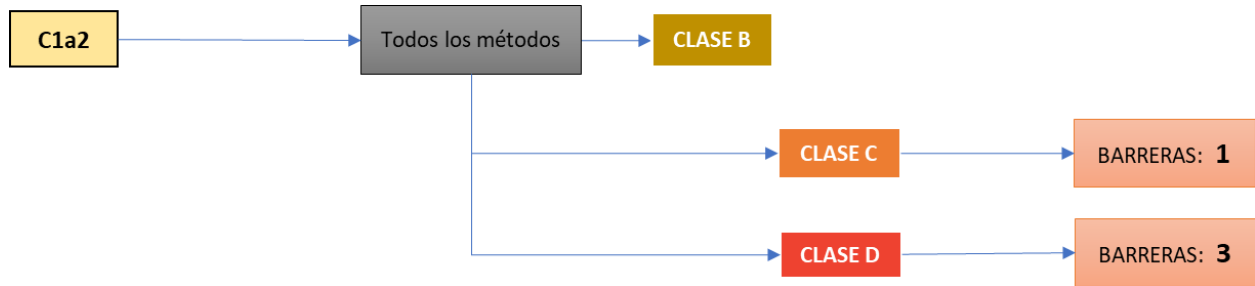 C1a2
Todos los métodos
CLASE B
CLASE C
BARRERAS: 1
CLASE D
BARRERAS: 3